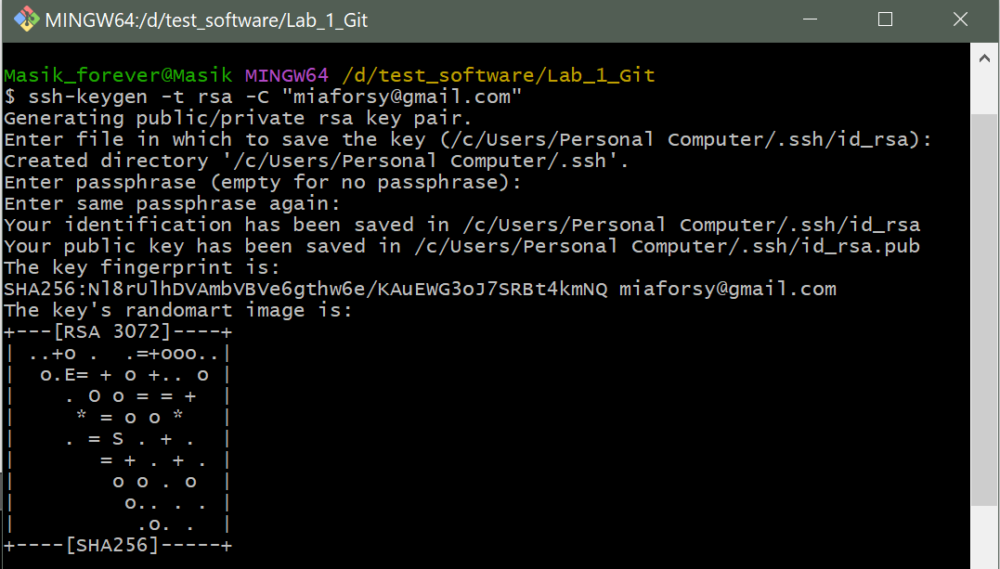 MINGW64:/d/test_software/Lab_1_Git
Masik_forever@Masik MINGW64 /d/test_software/Lab_1_Git
$ ssh-keygen -t rsa -C "miaforsy@gmail.com"
Generating public/private rsa key pair.
Enter file in which to save the key (/c/Users/Personal Computer/.ssh/id_rsa):
Created directory '/c/Users/Personal Computer/.ssh'.
Enter passphrase (empty for no passphrase):
Enter same passphrase again:
Your identification has been saved in /c/Users/Personal Computer/.ssh/id_rsa
Your public key has been saved in /c/Users/Personal Computer/.ssh/id_rsa.pub
The key fingerprint is:
SHA256:Nl8rUlhDVAmbVBVe6gthw6e/KAuEWG3oJ7SRBt4kmNQ miaforsy@gmail.com
The key's randomart image is:
+---[RSA 3072]----+
| ..+o .  .=+ooo..|
|  o.E= + o +.. o |
|    . O o = = +  |
|     * = o o *   |
|    . = S . + .  |
|       = + . + . |
|        o o . o  |
|         o.. . . |
|          .o. .  |
+----[SHA256]-----+